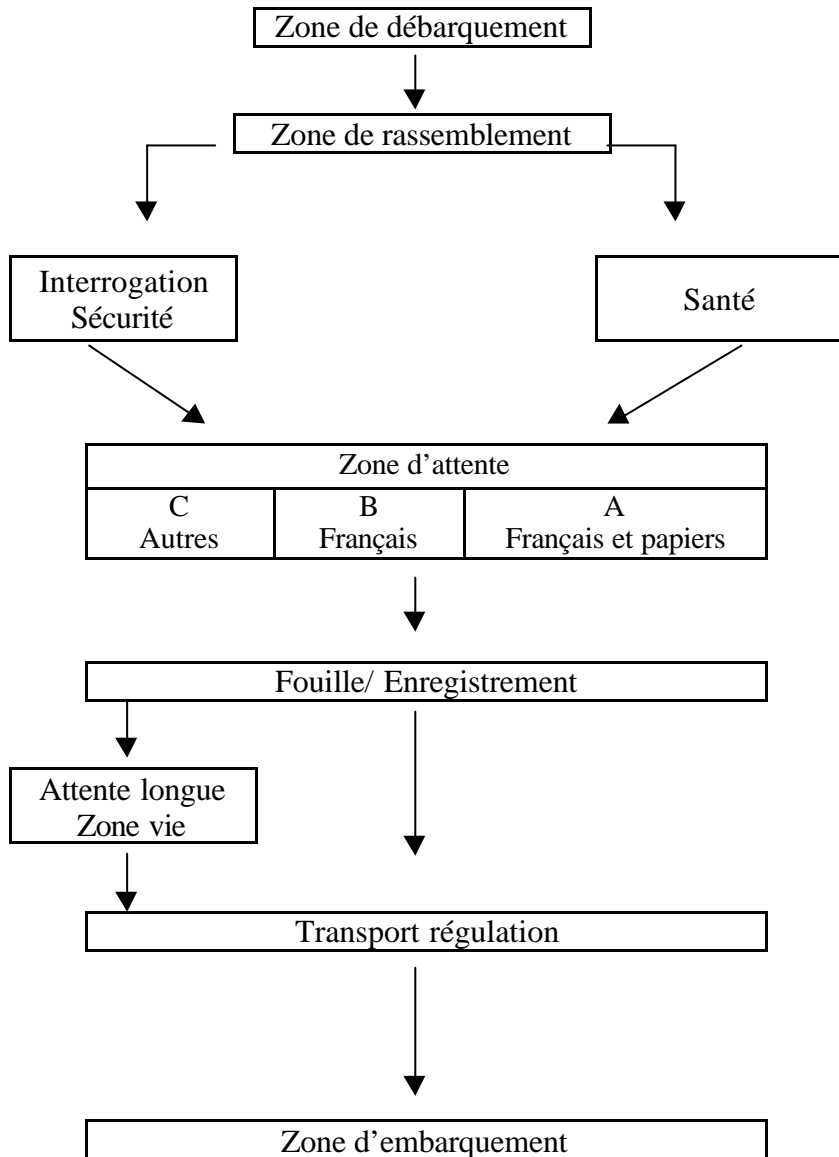 Zone de débarquement
Zone de rassemblement
Interrogation
Sécurité
Santé
Zone d'attente
C
Autres
B
Français
A
Français et papiers
Fouille/ Enregistrement
Attente longue
Zone vie
Transport régulation
Zone d'embarquement